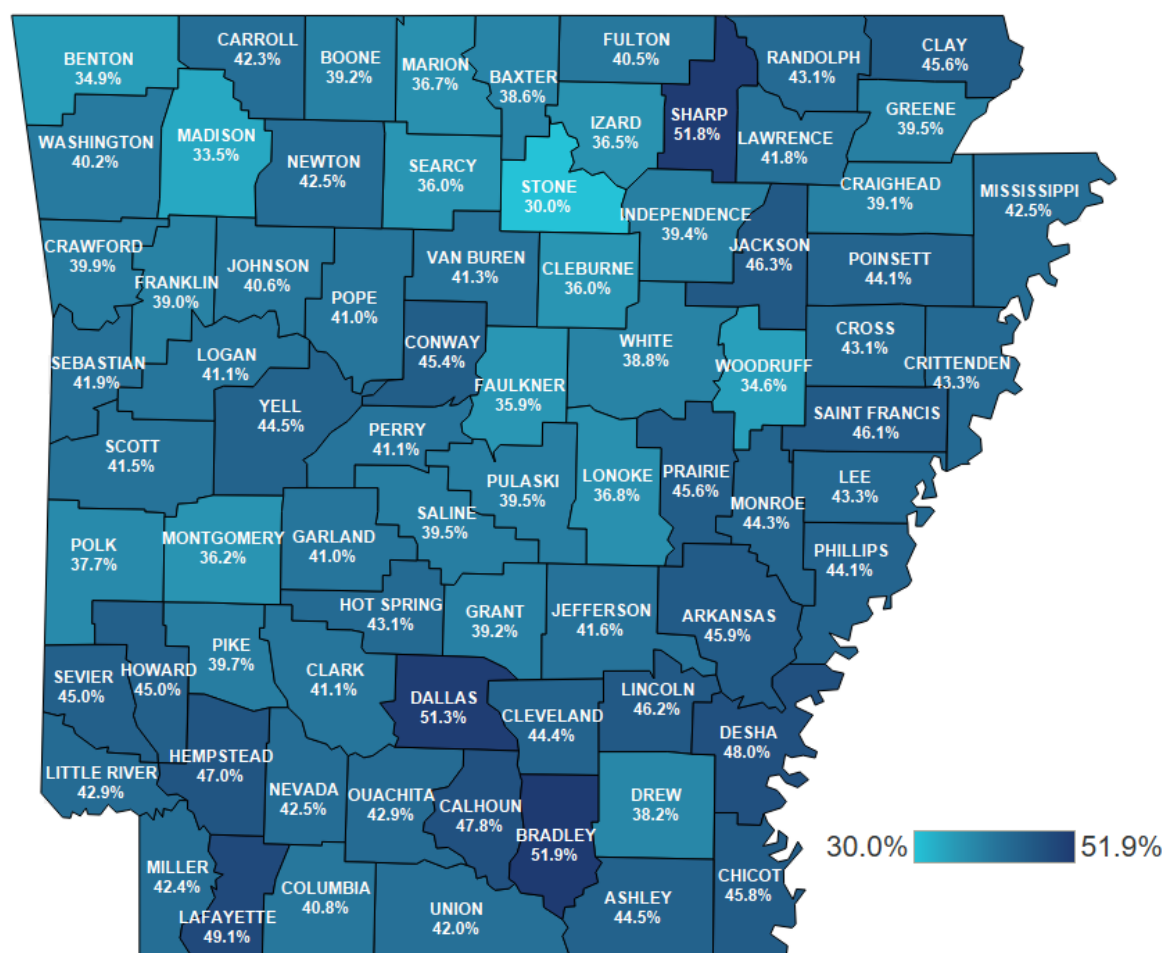 BENTON
34.9%
CARROLL
42.3%
BOONE
39.2%
MARION
36.7%
BAXTER
38.6%
FULTON
40.5%
SHARP
51.8%
RANDOLPH
43.1%
CLAY
45.6%
WASHINGTON
40.2%
MADISON
33.5%
NEWTON
42.5%
SEARCY
36.0%
STONE
30.0%
IZARD
36.5%
LAWRENCE
41.8%
GREENE
39.5%
CRAIGHEAD
39.1%
MISSISSIPPI
42.5%
CRAWFORD
39.9%
FRANKLIN
39.0%
JOHNSON
40.6%
POPE
41.0%
VAN BUREN
41.3%
CLEBURNE
36.0%
INDEPENDENCE
39.4%
JACKSON
46.3%
POINSETT
44.1%
SEBASTIAN
41.9%
LOGAN
41.1%
CONWAY
45.4%
FAULKNER
35.9%
WHITE
38.8%
WOODRUFF
34.6%
CROSS
43.1%
CRITTENDEN
43.3%
SCOTT
41.5%
YELL
44.5%
PERRY
41.1%
SAINT FRANCIS
46.1%
PULASKI
39.5%
LONOKE
36.8%
PRAIRIE
45.6%
MONROE
44.3%
LEE
43.3%
POLK
37.7%
MONTGOMERY
36.2%
GARLAND
41.0%
SALINE
39.5%
PHILLIPS
44.1%
HOT SPRING
43.1%
GRANT
39.2%
JEFFERSON
41.6%
ARKANSAS
45.9%
SEVIER
45.0%
HOWARD
45.0%
PIKE
39.7%
CLARK
41.1%
DALLAS
51.3%
CLEVELAND
44.4%
LINCOLN
46.2%
DESHA
48.0%
LITTLE RIVER
42.9%
HEMPSTEAD
47.0%
NEVADA
42.5%
OUACHITA
42.9%
CALHOUN
47.8%
BRADLEY
51.9%
DREW
38.2%
30.0%
51.9%
MILLER
42.4%
LAFAYETTE
49.1%
COLUMBIA
40.8%
UNION
42.0%
ASHLEY
44.5%
CHICOT
45.8%